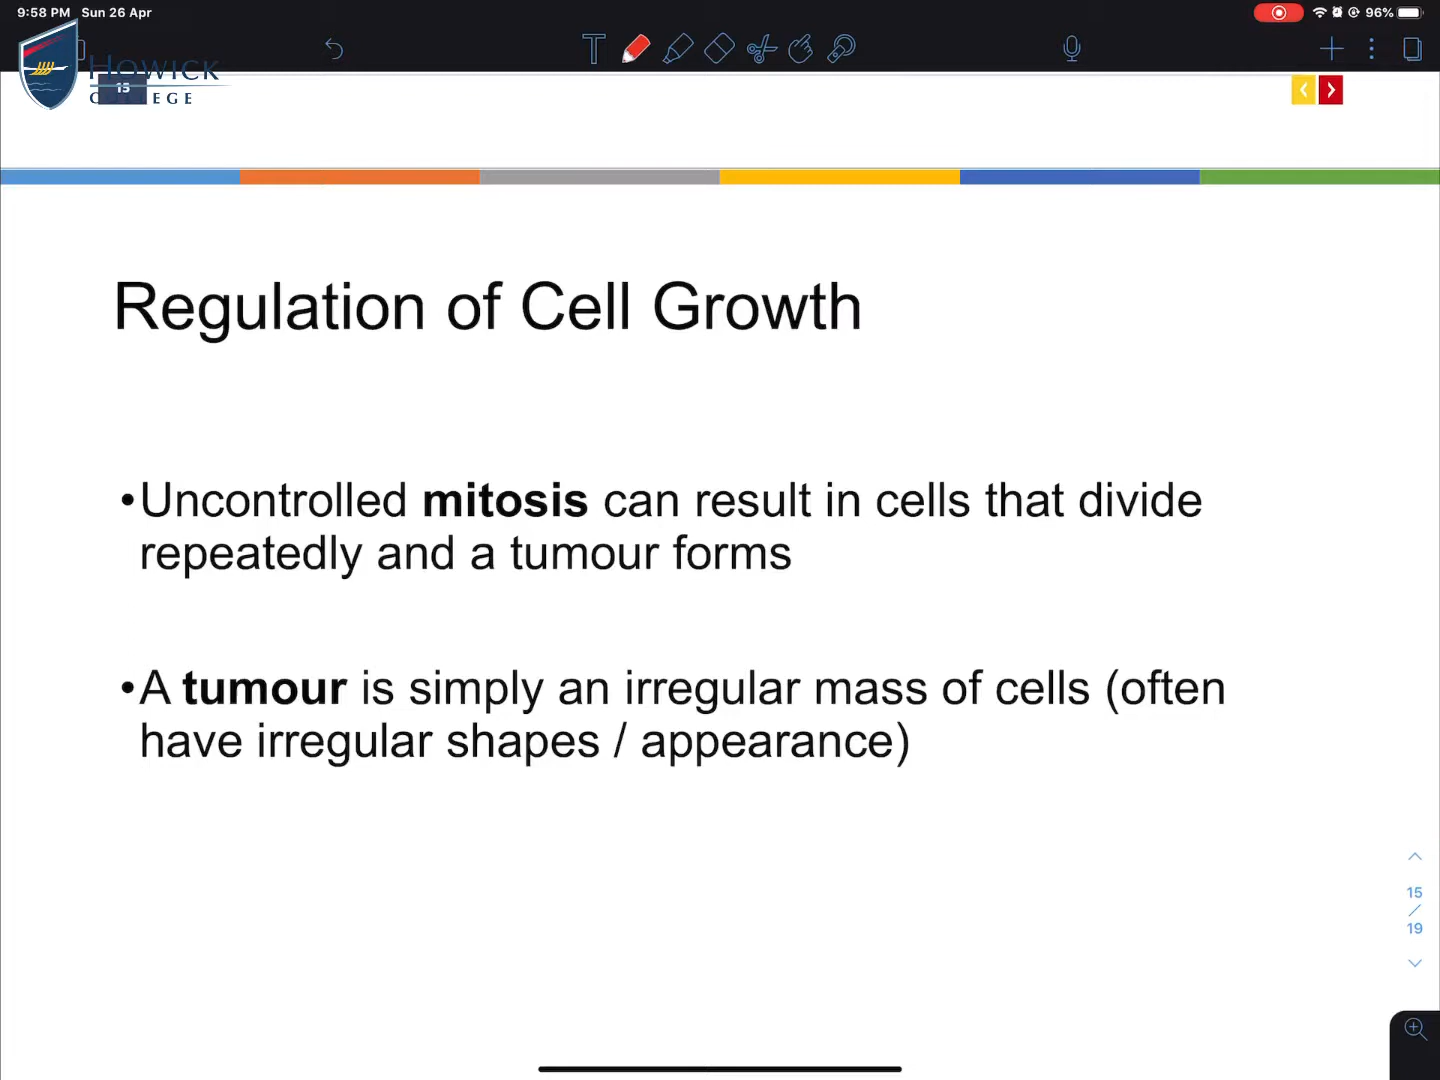 9:58 PM Sun 26 Apr
96%
HOWICK
15
EGE
Regulation of Cell Growth
•Uncontrolled mitosis can result in cells that divide
repeatedly and a tumour forms
•A tumour is simply an irregular mass of cells (often
have irregular shapes / appearance)
15
/
19